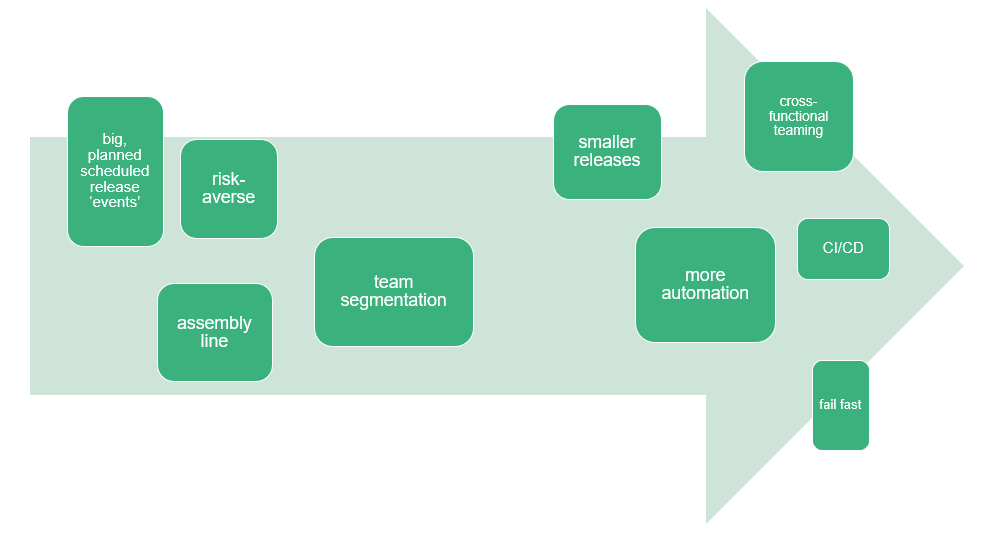 big,
planned
scheduled
release
‘events’
risk-
averse
assembly
line
team
segmentation
smaller
releases
more
automation
cross-
functional
teaming
CI/CD
fail fast